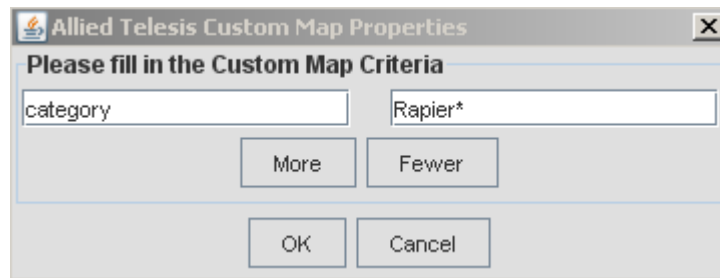 Allied Telesis Custom Map Properties
Please fill in the Custom Map Criteria
category Rapier*
More Fewer
OK Cancel